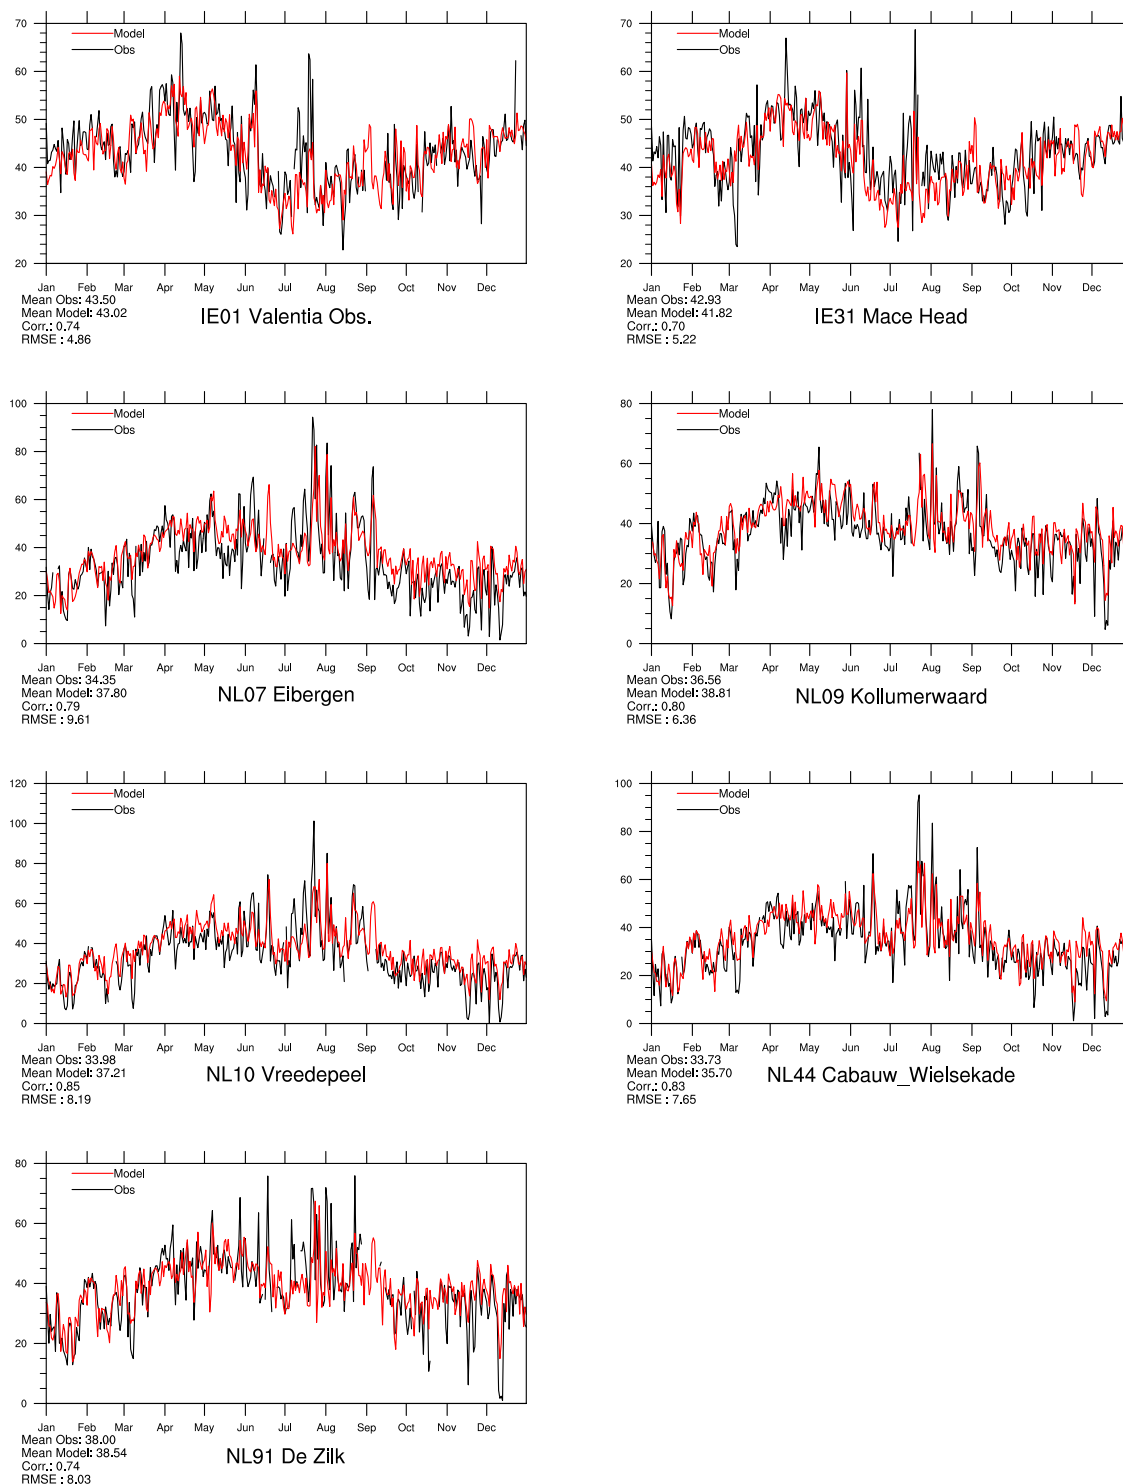 70
60
50
40
30
20
Model
Obs
Jan Feb Mar Apr May Jun Jul Aug Sep Oct Nov Dec
Mean Obs: 43.50
Mean Model: 43.02
Corr.: 0.74
RMSE : 4.86
IE01 Valentia Obs.
70
60
50
40
30
20
Model
Obs
Jan Feb Mar Apr May Jun Jul Aug Sep Oct Nov Dec
Mean Obs: 42.93
Mean Model: 41.82
Corr.: 0.70
RMSE : 5.22
IE31 Mace Head
100
80
60
40
20
0
Model
Obs
Jan Feb Mar Apr May Jun Jul Aug Sep Oct Nov Dec
Mean Obs: 34.35
Mean Model: 37.80
Corr.: 0.79
RMSE : 9.61
NL07 Eibergen
80
60
40
20
0
Model
Obs
Jan Feb Mar Apr May Jun Jul Aug Sep Oct Nov Dec
Mean Obs: 36.56
Mean Model: 38.81
Corr.: 0.80
RMSE : 6.36
NL09 Kollumerwaard
120
100
80
60
40
20
0
Model
Obs
Jan Feb Mar Apr May Jun Jul Aug Sep Oct Nov Dec
Mean Obs: 33.98
Mean Model: 37.21
Corr.: 0.85
RMSE : 8.19
NL10 Vreedepeel
100
80
60
40
20
0
Model
Obs
Jan Feb Mar Apr May Jun Jul Aug Sep Oct Nov Dec
Mean Obs: 33.73
Mean Model: 35.70
Corr.: 0.83
RMSE : 7.65
NL44 Cabauw_Wielsekade
80
60
40
20
0
Model
Obs
Jan Feb Mar Apr May Jun Jul Aug Sep Oct Nov Dec
Mean Obs: 38.00
Mean Model: 38.54
Corr.: 0.74
RMSE : 8.03
NL91 De Zilk